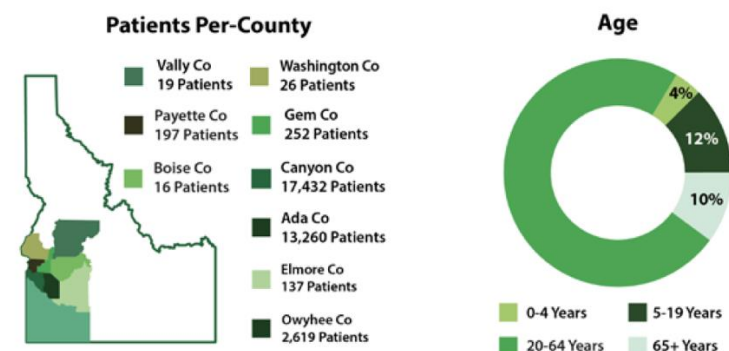 Patients Per-County
Vally Co
19 Patients
Washington Co
26 Patients
Payette Co
197 Patients
Gem Co
252 Patients
Boise Co
16 Patients
Canyon Co
17,432 Patients
Ada Co
13,260 Patients
Elmore Co
137 Patients
Owyhee Co
2,619 Patients
Age
4%
12%
10%
0-4 Years
5-19 Years
20-64 Years
65+ Years